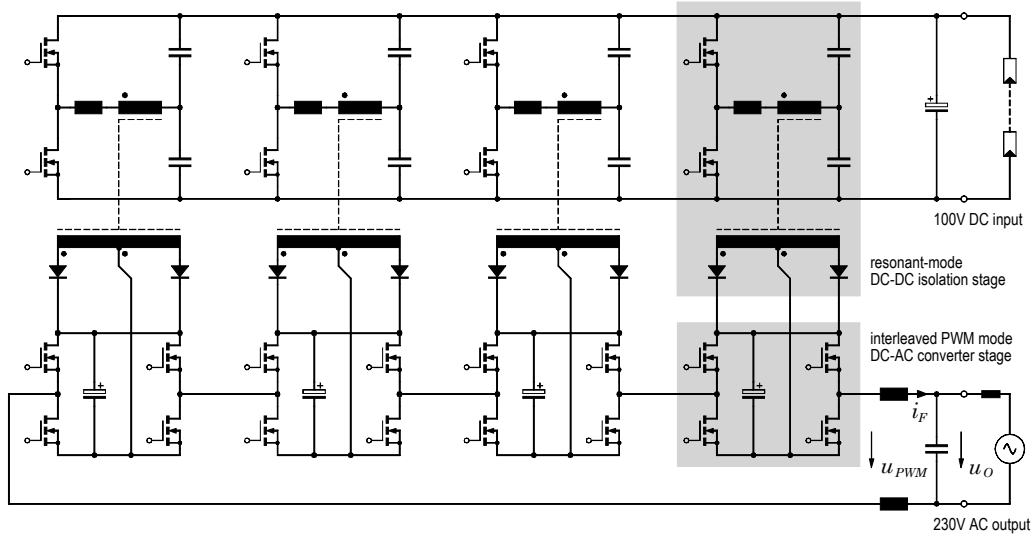 100V DC input
resonant-mode
DC-DC isolation stage
interleaved PWM mode
DC-AC converter stage
+
+
+
+
+
i_F
u_PWM
u_O
230V AC output